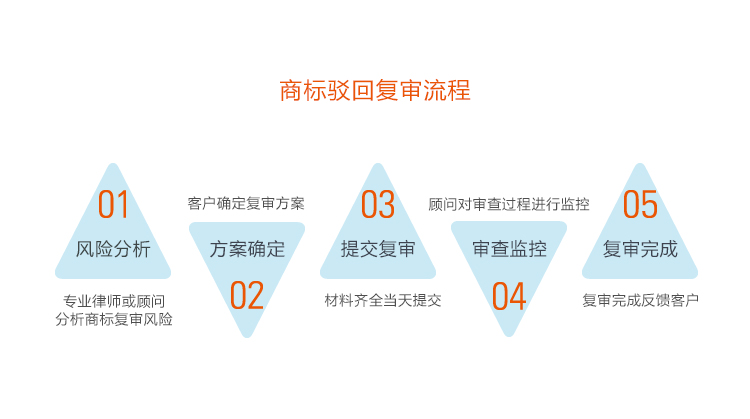 商标驳回复审流程
01
风险分析
专业律师或顾问
分析商标复审风险
客户确定复审方案
方案确定
02
03
提交复审
材料齐全当天提交
顾问对审查过程进行监控
审查监控
04
05
复审完成
复审完成反馈客户